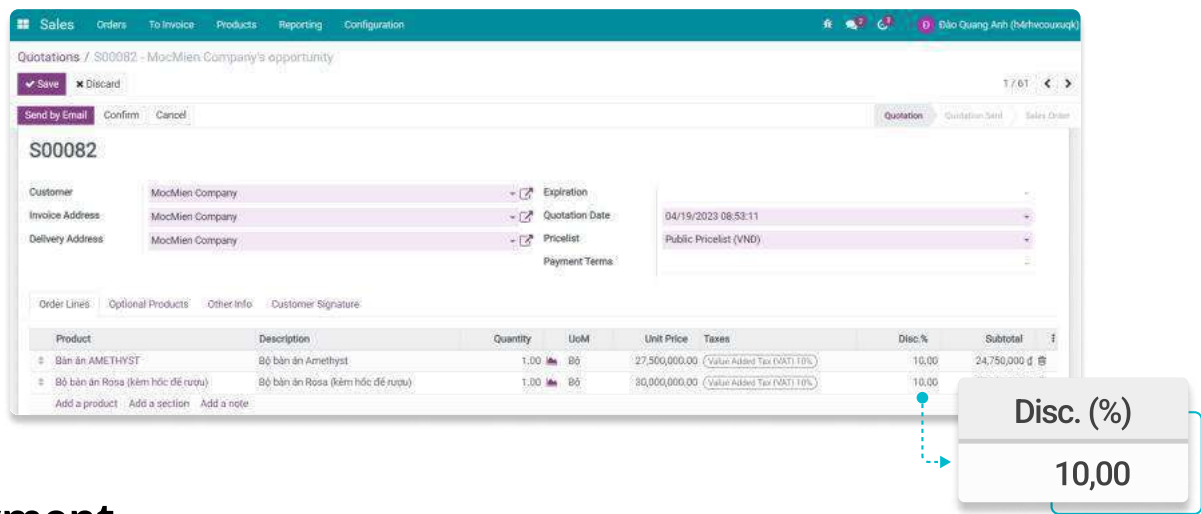 Sales Orders To Invoice Products Reporting Configuration 2 3 Đ Đào Quang Anh (h4rhvcouxuqk)
Quotations / S00082 - MocMien Company's opportunity
Save Discard 1 / 61
Send by Email Confirm Cancel Quotation Quotation Sent Sales Order
S00082
Customer MocMien Company Expiration
Invoice Address MocMien Company Quotation Date 04/19/2023 08:53:11
Delivery Address MocMien Company Pricelist Public Pricelist (VND)
Payment Terms
Order Lines Optional Products Other Info Customer Signature
Product Description Quantity UoM Unit Price Taxes Disc.% Subtotal
Bàn ăn AMETHYST Bộ bàn ăn Amethyst 1.00 Bộ 27,500,000.00 Value Added Tax (VAT) 10% 10,00 24,750,000 ₫
Bộ bàn ăn Rosa (kèm hốc để rượu) Bộ bàn ăn Rosa (kèm hốc để rượu) 1.00 Bộ 30,000,000.00 Value Added Tax (VAT) 10% 10,00
Add a product Add a section Add a note
Disc. (%)
10,00